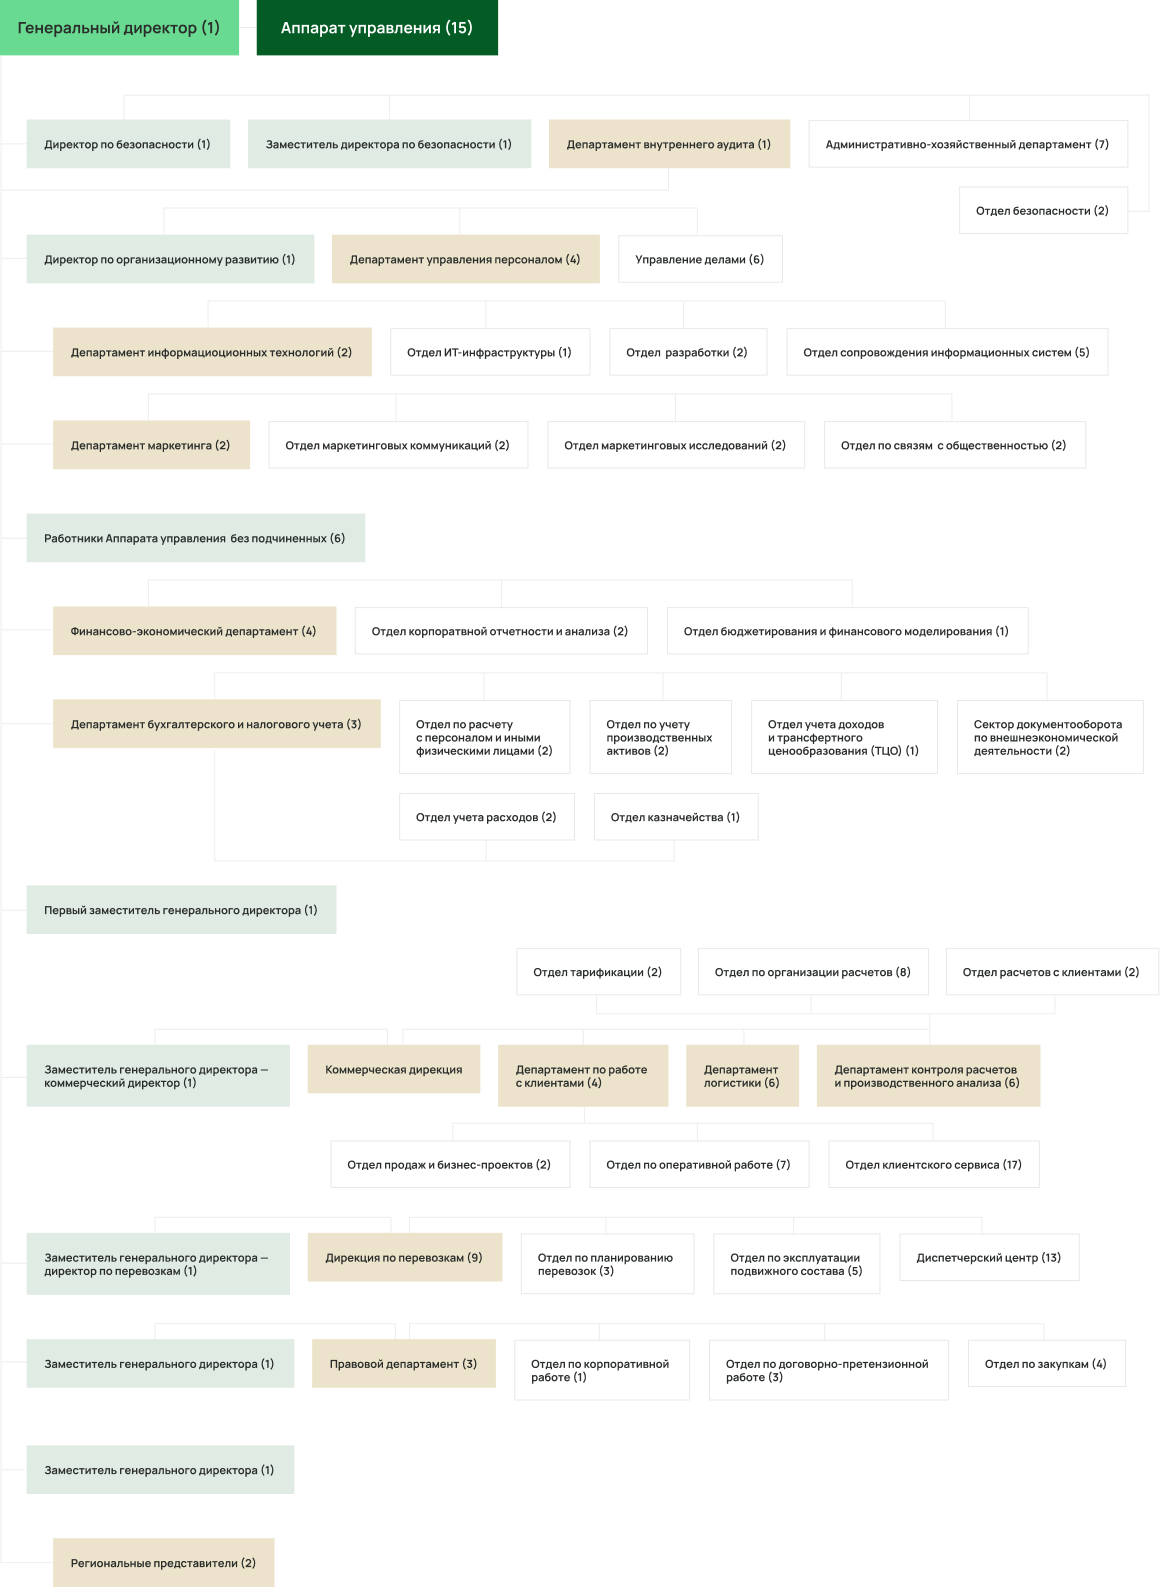 Генеральный директор (1)
Аппарат управления (15)
Директор по безопасности (1)
Заместитель директора по безопасности (1)
Департамент внутреннего аудита (1)
Административно-хозяйственный департамент (7)
Отдел безопасности (2)
Директор по организационному развитию (1)
Департамент управления персоналом (4)
Управление делами (6)
Департамент информациоционных технологий (2)
Отдел ИТ-инфраструктуры (1)
Отдел разработки (2)
Отдел сопровождения информационных систем (5)
Департамент маркетинга (2)
Отдел маркетинговых коммуникаций (2)
Отдел маркетинговых исследований (2)
Отдел по связям с общественностью (2)
Работники Аппарата управления без подчиненных (6)
Финансово-экономический департамент (4)
Отдел корпоратвной отчетности и анализа (2)
Отдел бюджетирования и финансового моделирования (1)
Департамент бухгалтерского и налогового учета (3)
Отдел по расчету
с персоналом и иными
физическими лицами (2)
Отдел по учету
производственных
активов (2)
Отдел учета доходов
и трансфертного
ценообразования (ТЦО) (1)
Сектор документооборота
по внешнеэкономической
деятельности (2)
Отдел учета расходов (2)
Отдел казначейства (1)
Первый заместитель генерального директора (1)
Отдел тарификации (2)
Отдел по организации расчетов (8)
Отдел расчетов с клиентами (2)
Заместитель генерального директора —
коммерческий директор (1)
Коммерческая дирекция
Департамент по работе
с клиентами (4)
Департамент
логистики (6)
Департамент контроля расчетов
и производственного анализа (6)
Отдел продаж и бизнес-проектов (2)
Отдел по оперативной работе (7)
Отдел клиентского сервиса (17)
Заместитель генерального директора —
директор по перевозкам (1)
Дирекция по перевозкам (9)
Отдел по планированию
перевозок (3)
Отдел по эксплуатации
подвижного состава (5)
Диспетчерский центр (13)
Заместитель генерального директора (1)
Правовой департамент (3)
Отдел по корпоративной
работе (1)
Отдел по договорно-претензионной
работе (3)
Отдел по закупкам (4)
Заместитель генерального директора (1)
Региональные представители (2)